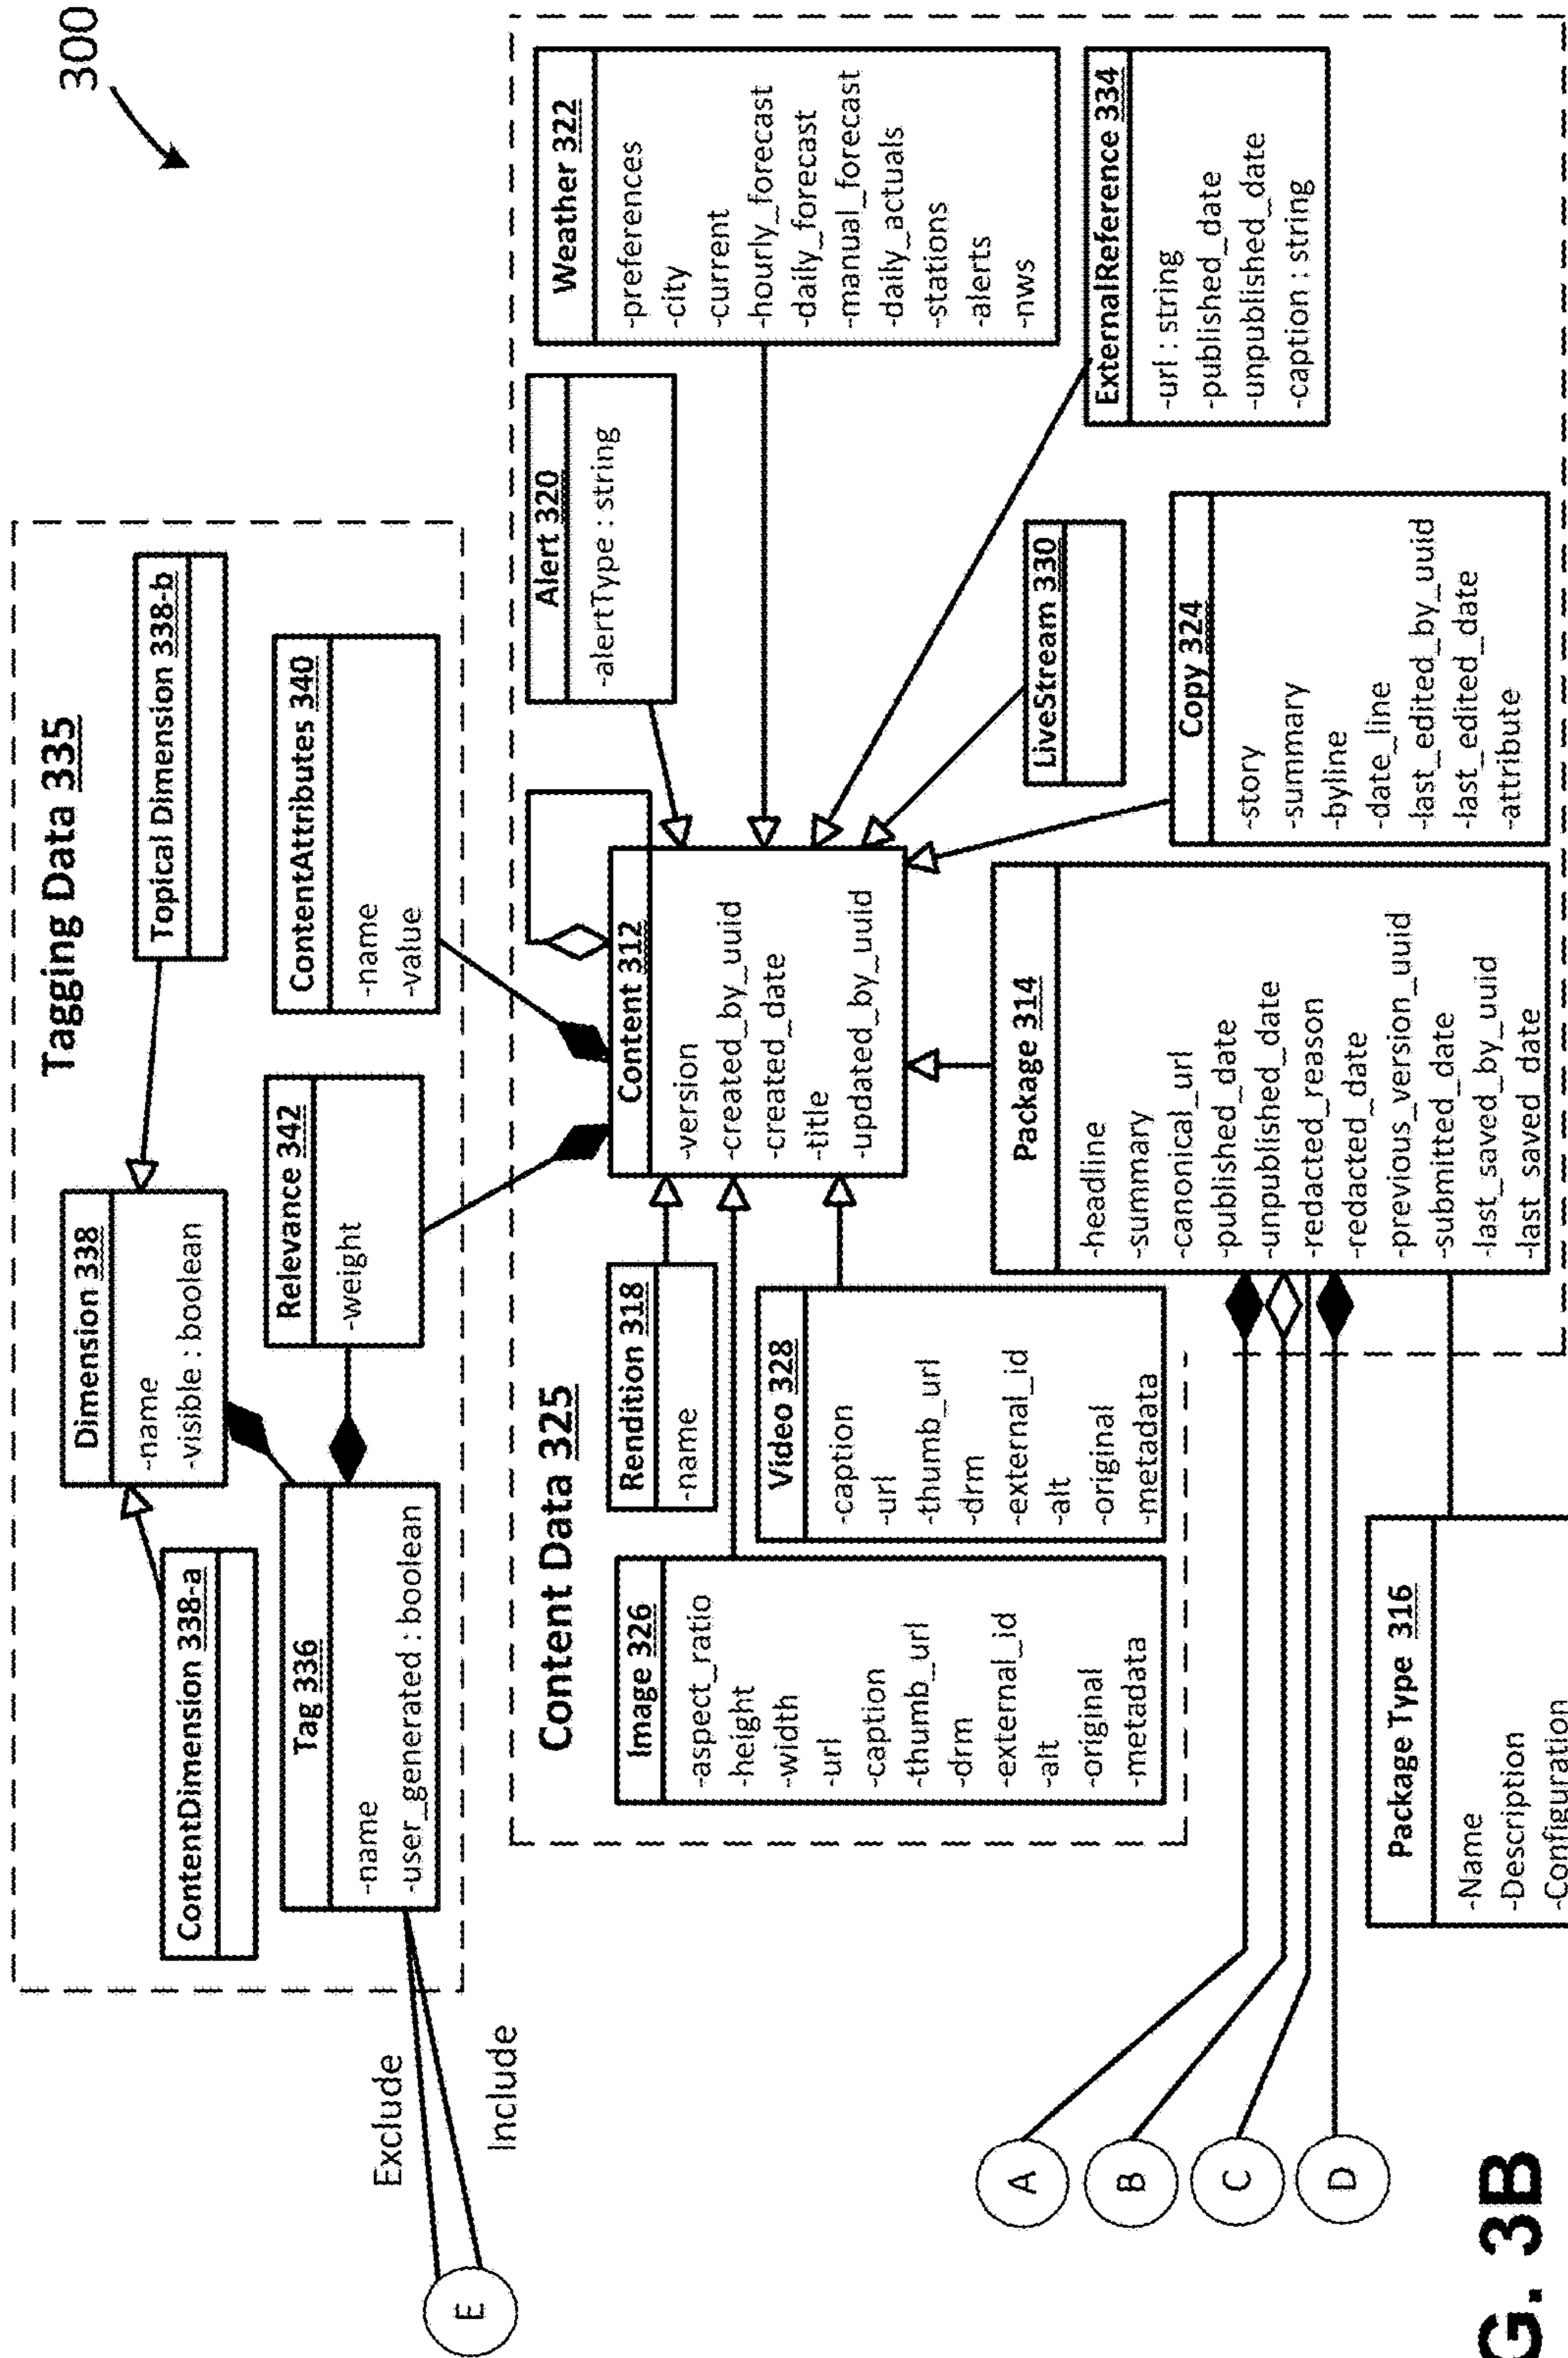 300
Tagging Data 335
ContentDimension 338-a
Dimension 338
-name
-visible : boolean
Topical Dimension 338-b
Tag 336
-name
-user_generated : boolean
Relevance 342
-weight
ContentAttributes 340
-name
-value
Exclude
Include
E
Content Data 325
Image 326
-aspect_ratio
-height
-width
-url
-caption
-thumb_url
-drm
-external_id
-alt
-original
-metadata
Rendition 318
-name
Video 328
-caption
-url
-thumb_url
-drm
-external_id
-alt
-original
-metadata
Content 312
-version
-created_by_uuid
-created_date
-title
-updated_by_uuid
Alert 320
-alertType : string
Weather 322
-preferences
-city
-current
-hourly_forecast
-daily_forecast
-manual_forecast
-daily_actuals
-stations
-alerts
-nws
ExternalReference 334
-url : string
-published_date
-unpublished_date
-caption : string
LiveStream 330
Copy 324
-story
-summary
-byline
-date_line
-last_edited_by_uuid
-last_edited_date
-attribute
Package 314
-headline
-summary
-canonical_url
-published_date
-unpublished_date
-redacted_reason
-redacted_date
-previous_version_uuid
-submitted_date
-last_saved_by_uuid
-last saved date
A
B
C
D
Package Type 316
-Name
-Description
-Configuration
G. 3B